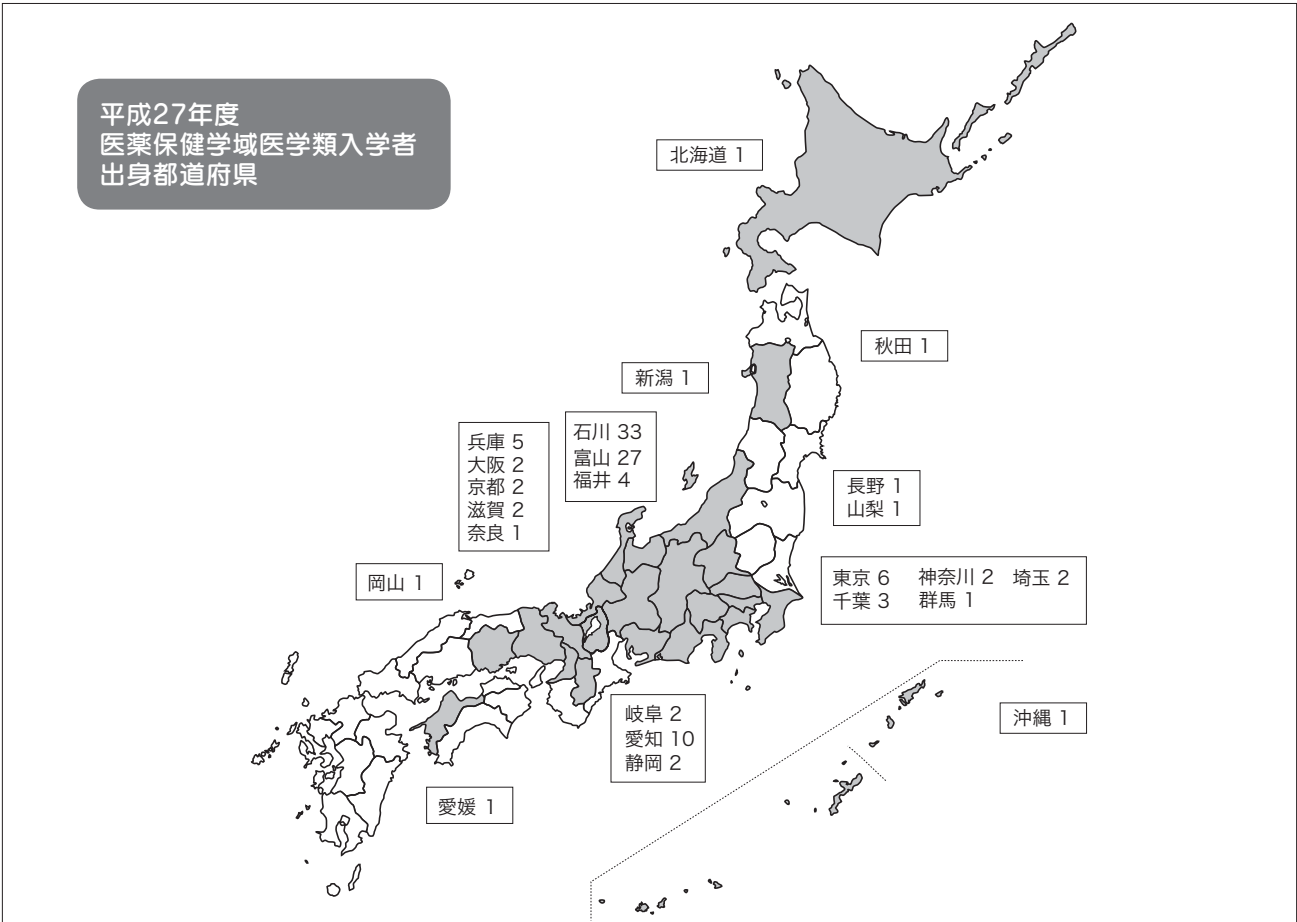 平成27年度
医薬保健学域医学類入学者
出身都道府県
北海道 1
秋田 1
新潟 1
石川 33
富山 27
福井 4
兵庫 5
大阪 2
京都 2
滋賀 2
奈良 1
長野 1
山梨 1
岡山 1
東京 6 神奈川 2 埼玉 2
千葉 3 群馬 1
岐阜 2
愛知 10
静岡 2
沖縄 1
愛媛 1